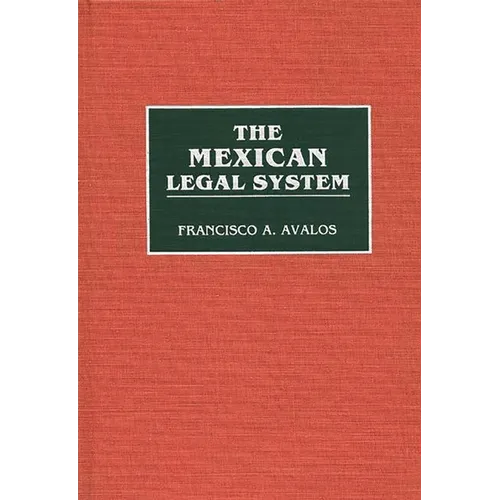 THE
MEXICAN
LEGAL SYSTEM
FRANCISCO A. AVALOS